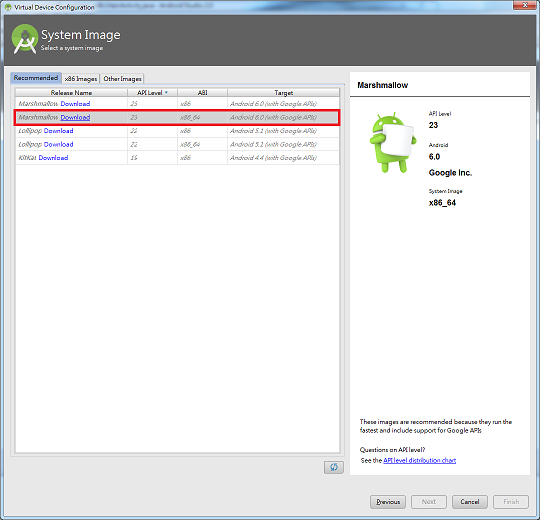 Virtual Device Configuration
System Image
Select a system image
Recommended x86 Images Other Images
Release Name API Level ABI Target
Marshmallow Download 23 x86 Android 6.0 (with Google APIs)
Marshmallow Download 23 x86_64 Android 6.0 (with Google APIs)
Lollipop Download 22 x86 Android 5.1 (with Google APIs)
Lollipop Download 22 x86_64 Android 5.1 (with Google APIs)
KitKat Download 19 x86 Android 4.4 (with Google APIs)
Marshmallow
API Level
23
Android
6.0
Google Inc.
System Image
x86_64
These images are recommended because they run the
fastest and include support for Google APIs
Questions on API level?
See the API level distribution chart
Previous Next Cancel Finish